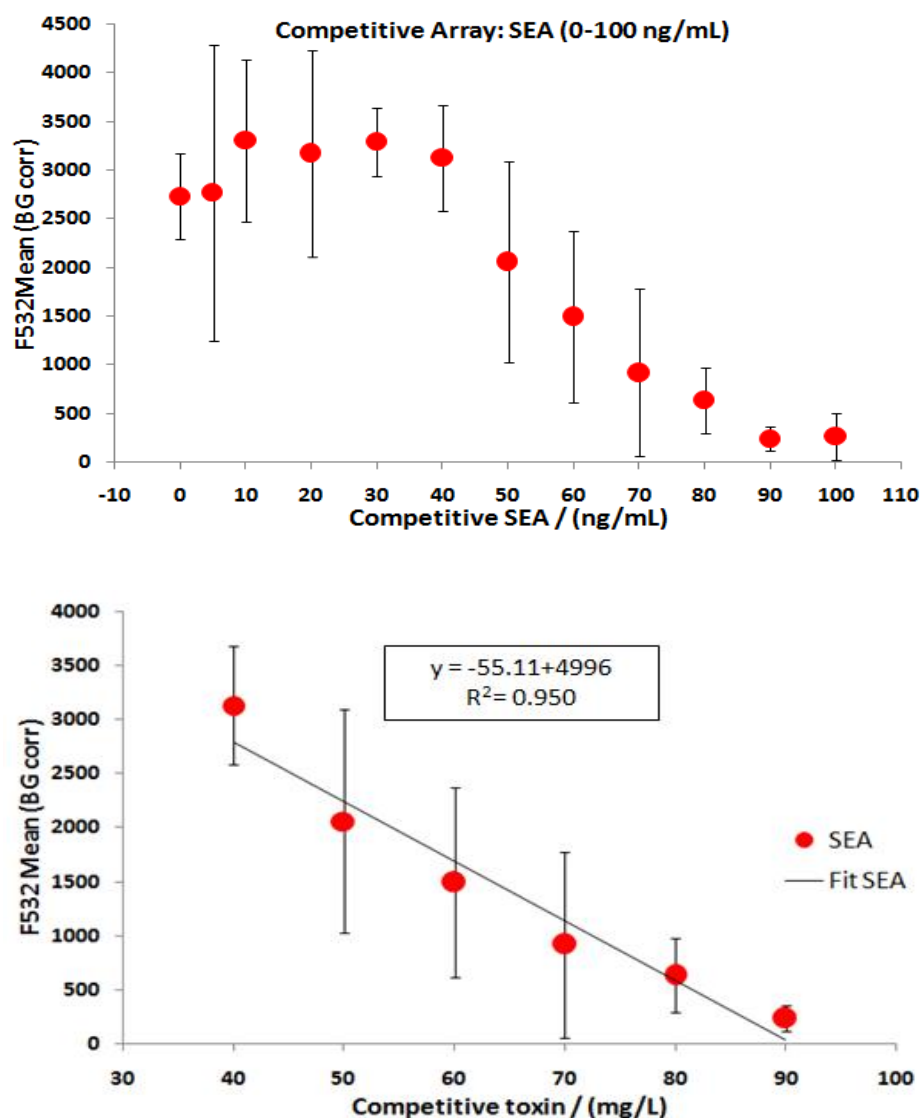 Competitive Array: SEA (0-100 ng/mL)
F532Mean (BG corr)
4500
4000
3500
3000
2500
2000
1500
1000
500
0
-10 0 10 20 30 40 50 60 70 80 90 100 110
Competitive SEA / (ng/mL)
F532 Mean (BG corr)
4000
3500
3000
2500
2000
1500
1000
500
0
y = -55.11+4996
R²= 0.950
SEA
Fit SEA
30 40 50 60 70 80 90 100
Competitive toxin / (mg/L)